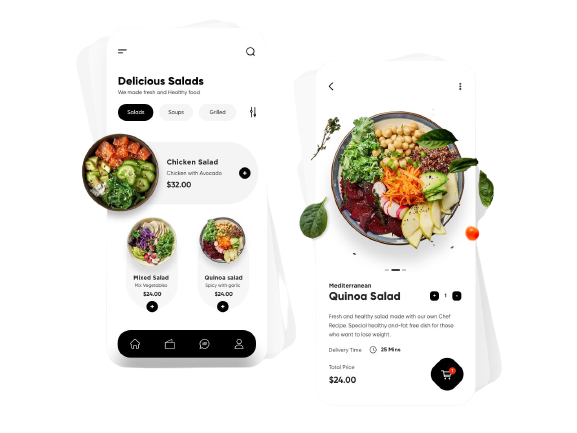 Delicious Salads
We made fresh and Healthy food
Salads
Soups
Grilled
Chicken Salad
Chicken with Avocado
$32.00
Mixed Salad
Mix Vegetables
$24.00
Quinoa salad
Spicy with garlic
$24.00
Mediterranean
Quinoa Salad
1
Fresh and healthy salad made with our own Chef
Recipe. Special healthy and-fat free dish for those
who want to lose weight.
Delivery Time
25 Mins
Total Price
$24.00
1